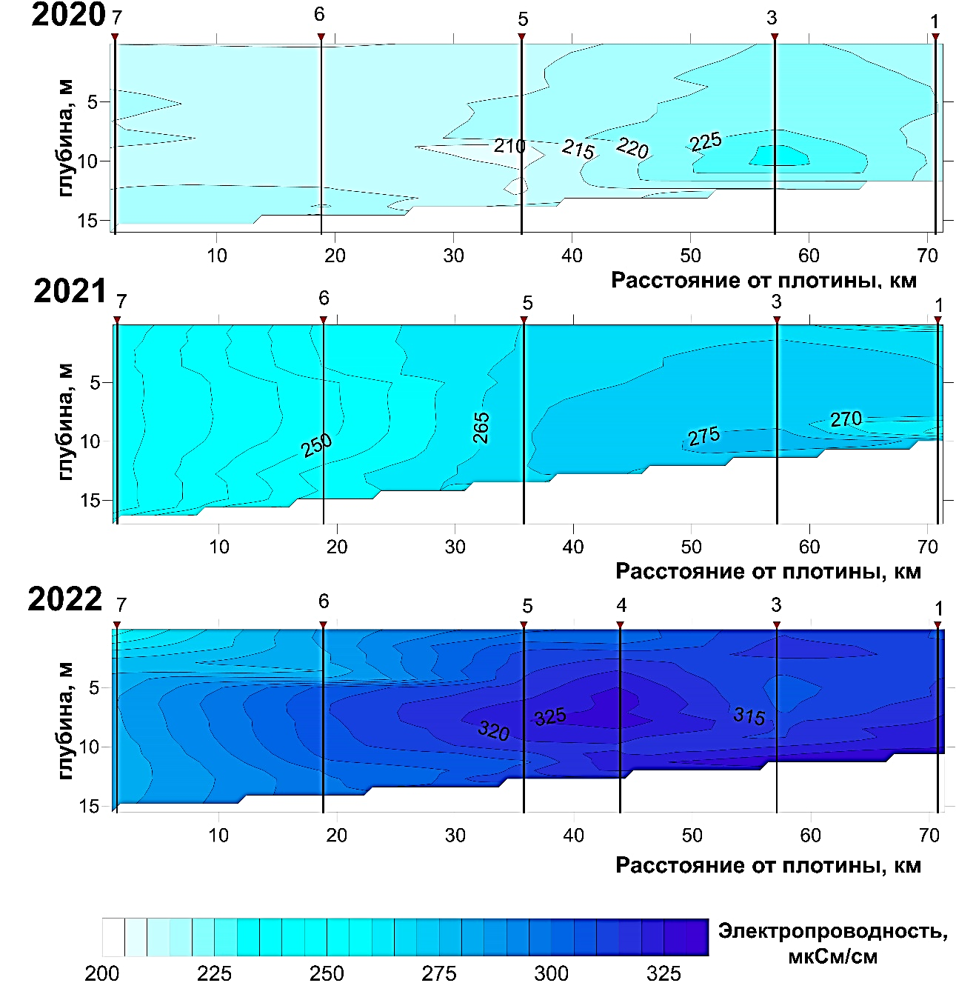 2020 7 6 5 3 1
глубина, м
5
210 215 220 225
10
15
10 20 30 40 50 60 70
Расстояние от плотины, км
2021 7 6 5 3 1
глубина, м
5
265 270
250 275
10
15
10 20 30 40 50 60 70
Расстояние от плотины, км
2022 7 6 5 4 3 1
глубина, м
5
320 325 315
10
15
10 20 30 40 50 60 70
Расстояние от плотины, км
Электропроводность,
мкСм/см
200 225 250 275 300 325